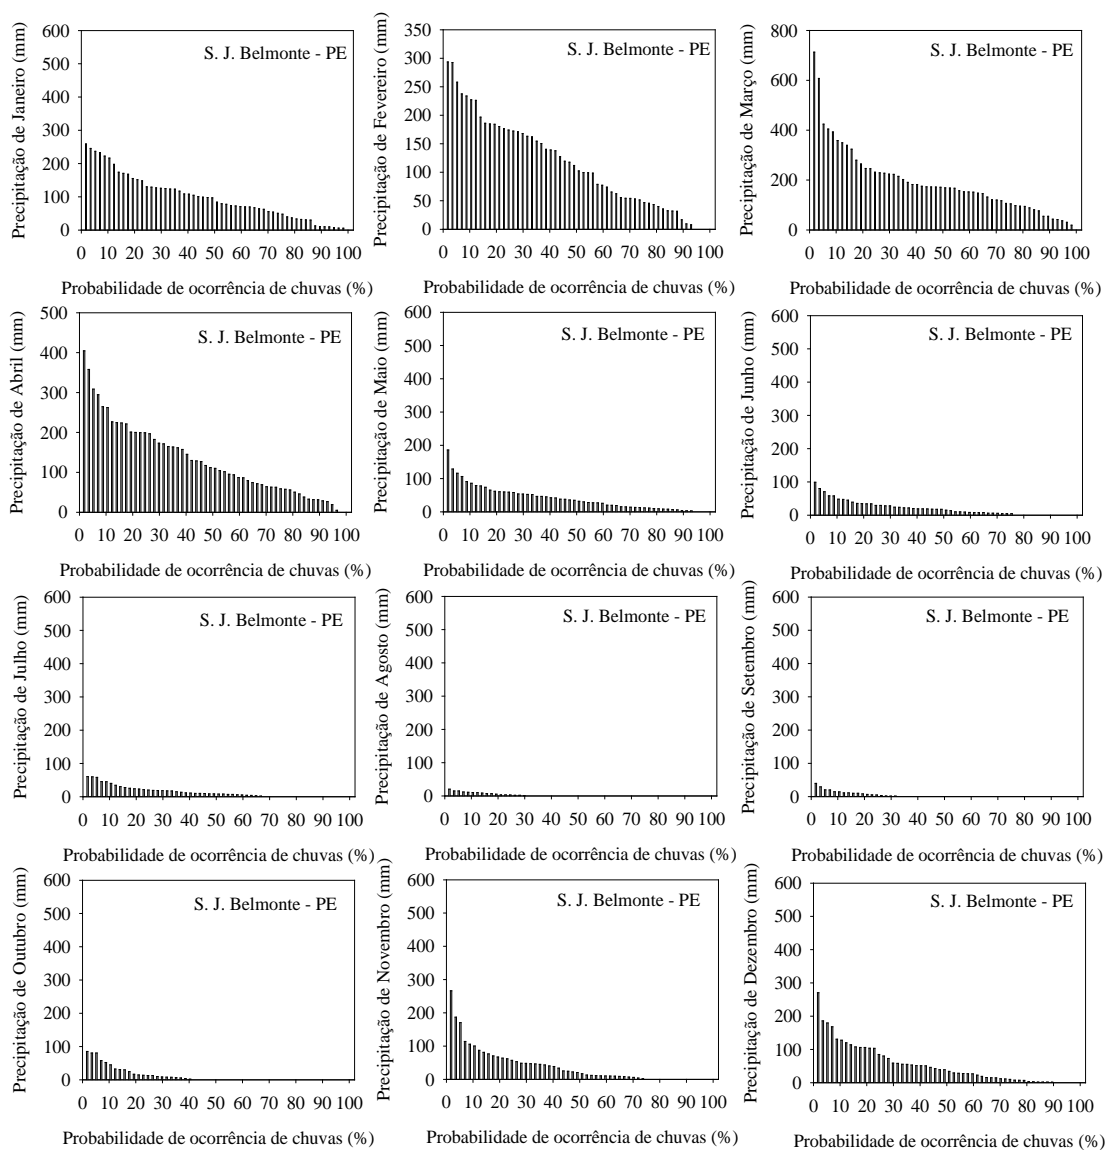 Precipitação de Janeiro (mm)
600
500
400
300
200
100
0
S. J. Belmonte - PE
0 10 20 30 40 50 60 70 80 90 100
Probabilidade de ocorrência de chuvas (%)
Precipitação de Fevereiro (mm)
350
300
250
200
150
100
50
0
S. J. Belmonte - PE
0 10 20 30 40 50 60 70 80 90 100
Probabilidade de ocorrência de chuvas (%)
Precipitação de Março (mm)
800
600
400
200
0
S. J. Belmonte - PE
0 10 20 30 40 50 60 70 80 90 100
Probabilidade de ocorrência de chuvas (%)
Precipitação de Abril (mm)
500
400
300
200
100
0
S. J. Belmonte - PE
0 10 20 30 40 50 60 70 80 90 100
Probabilidade de ocorrência de chuvas (%)
Precipitação de Maio (mm)
600
500
400
300
200
100
0
S. J. Belmonte - PE
0 10 20 30 40 50 60 70 80 90 100
Probabilidade de ocorrência de chuvas (%)
Precipitação de Junho (mm)
600
500
400
300
200
100
0
S. J. Belmonte - PE
0 10 20 30 40 50 60 70 80 90 100
Probabilidade de ocorrência de chuvas (%)
Precipitação de Julho (mm)
600
500
400
300
200
100
0
S. J. Belmonte - PE
0 10 20 30 40 50 60 70 80 90 100
Probabilidade de ocorrência de chuvas (%)
Precipitação de Agosto (mm)
600
500
400
300
200
100
0
S. J. Belmonte - PE
0 10 20 30 40 50 60 70 80 90 100
Probabilidade de ocorrência de chuvas (%)
Precipitação de Setembro (mm)
600
500
400
300
200
100
0
S. J. Belmonte - PE
0 10 20 30 40 50 60 70 80 90 100
Probabilidade de ocorrência de chuvas (%)
Precipitação de Outubro (mm)
600
500
400
300
200
100
0
S. J. Belmonte - PE
0 10 20 30 40 50 60 70 80 90 100
Probabilidade de ocorrência de chuvas (%)
Precipitação de Novembro (mm)
600
500
400
300
200
100
0
S. J. Belmonte - PE
0 10 20 30 40 50 60 70 80 90 100
Probabilidade de ocorrência de chuvas (%)
Precipitação de Dezembro (mm)
600
500
400
300
200
100
0
S. J. Belmonte - PE
0 10 20 30 40 50 60 70 80 90 100
Probabilidade de ocorrência de chuvas (%)